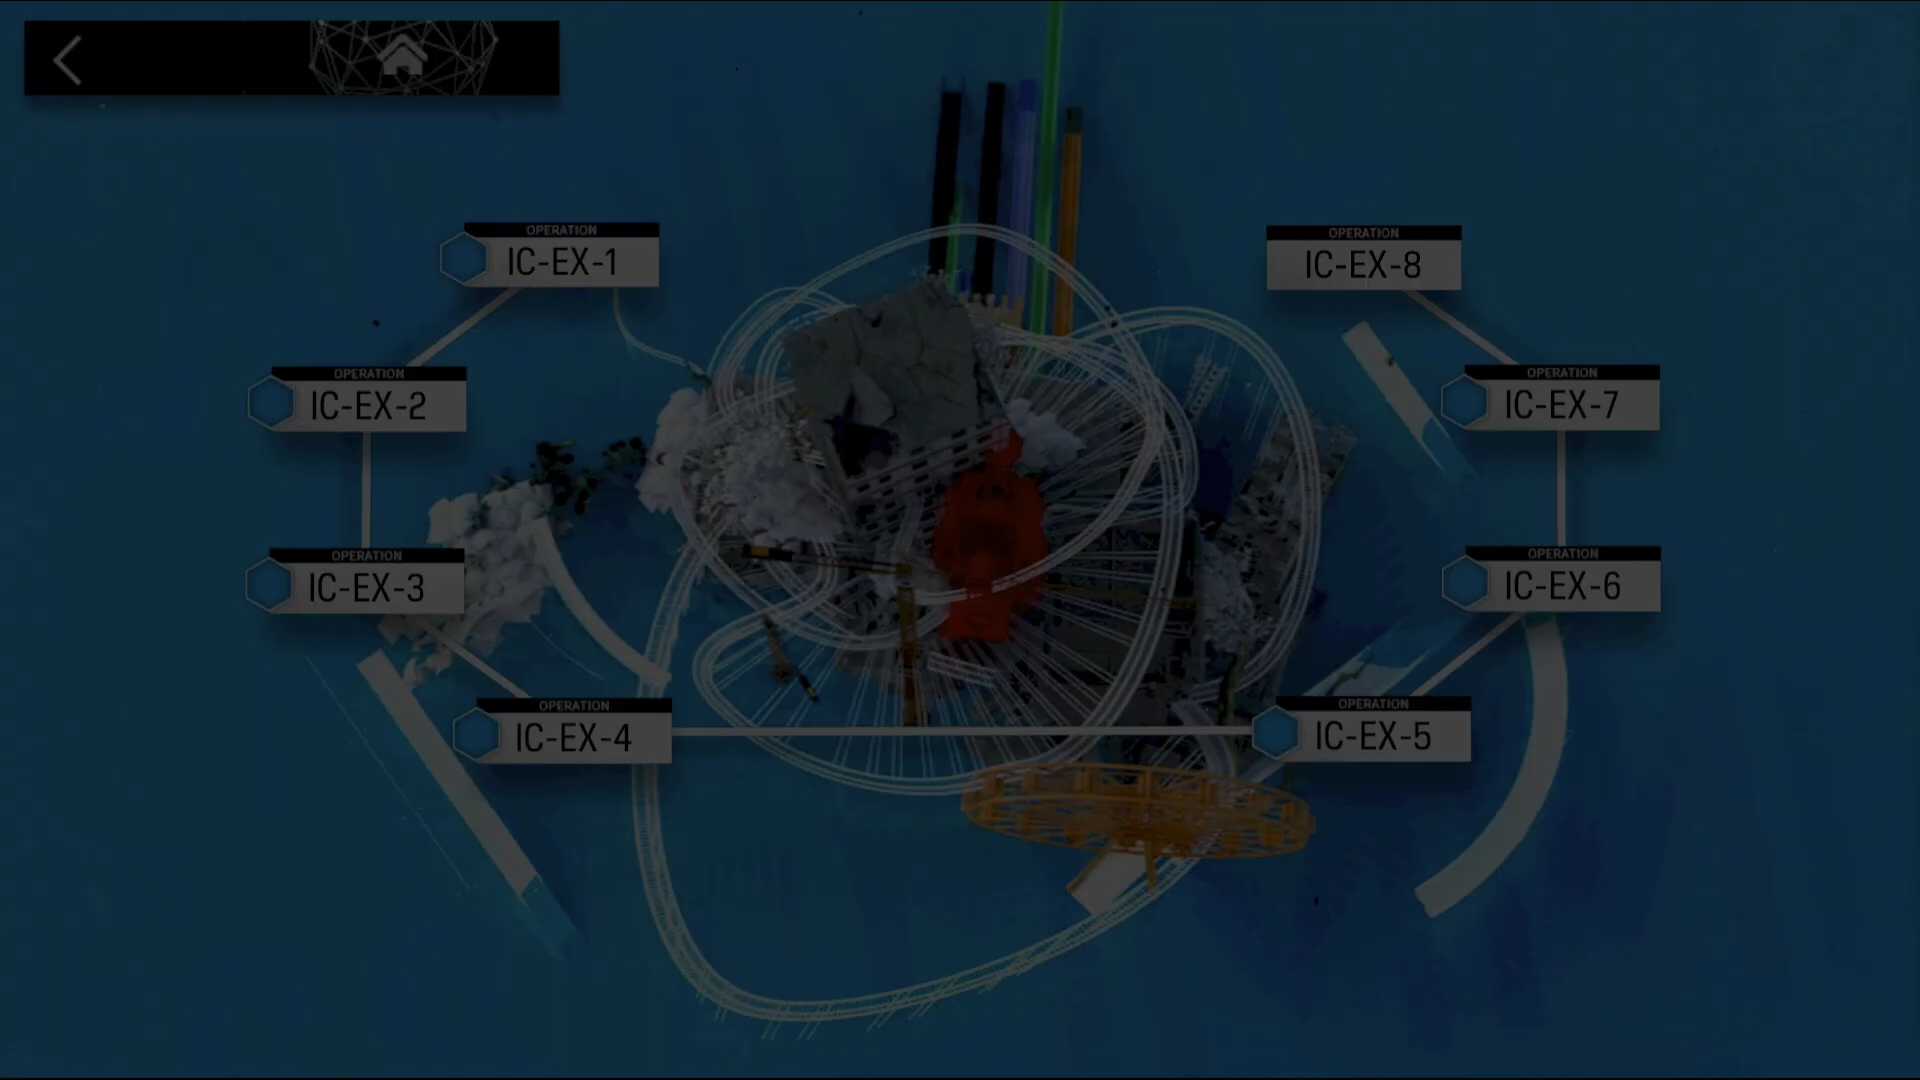 OPERATION
IC-EX-1
OPERATION
IC-EX-2
OPERATION
IC-EX-3
OPERATION
IC-EX-4
OPERATION
IC-EX-5
OPERATION
IC-EX-6
OPERATION
IC-EX-7
OPERATION
IC-EX-8